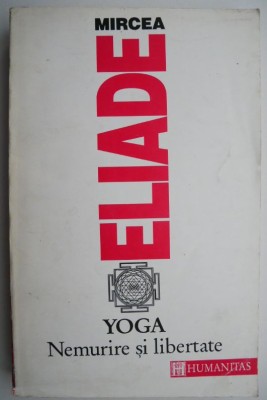 MIRCEA
ELIADE
YOGA
Nemurire și libertate
HUMANITAS